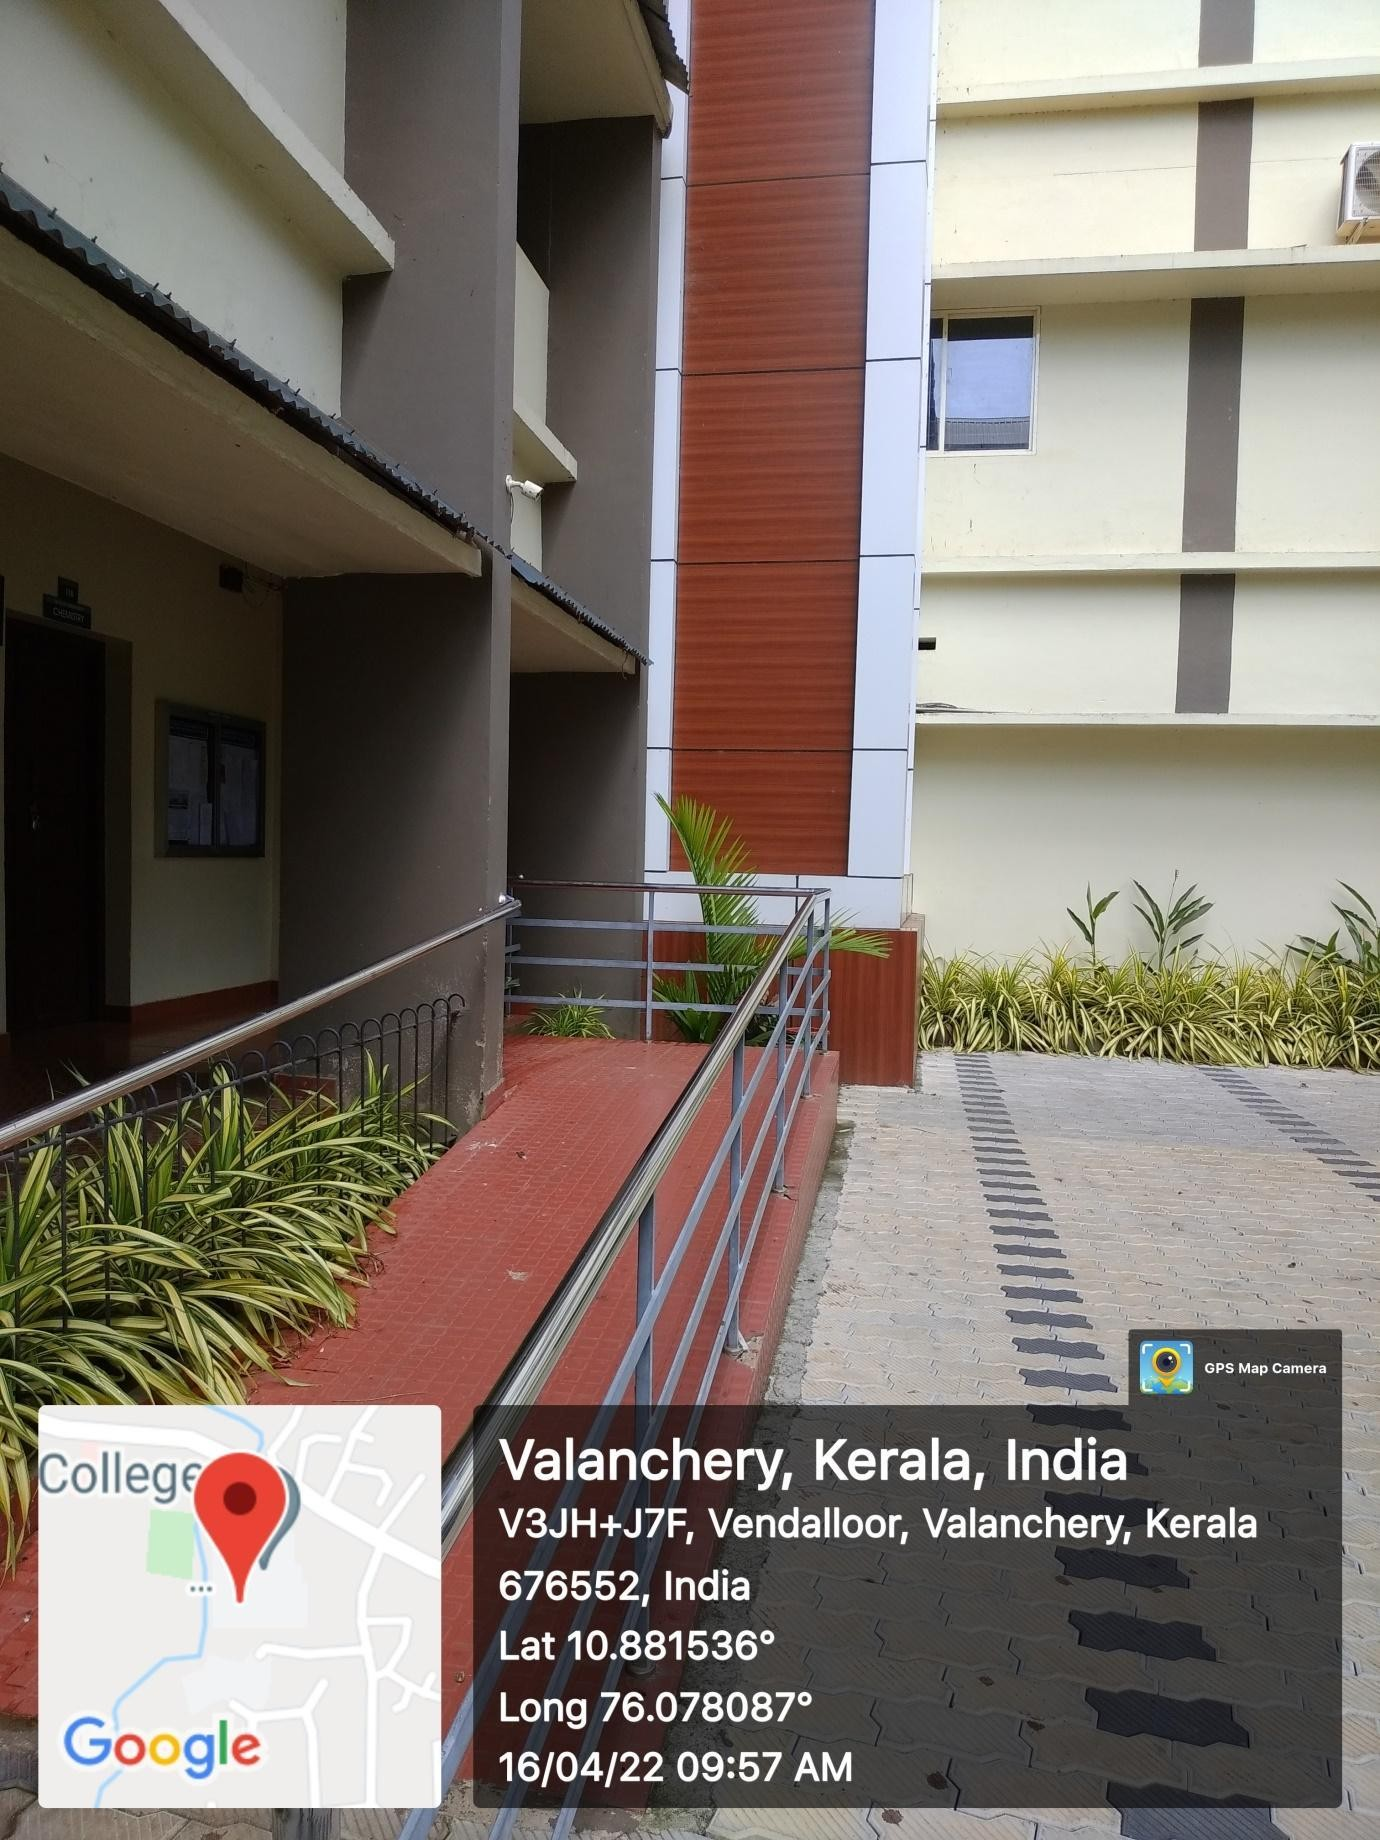 116
CHEMISTRY
GPS Map Camera
College
...
Google
Valanchery, Kerala, India
V3JH+J7F, Vendalloor, Valanchery, Kerala
676552, India
Lat 10.881536°
Long 76.078087°
16/04/22 09:57 AM